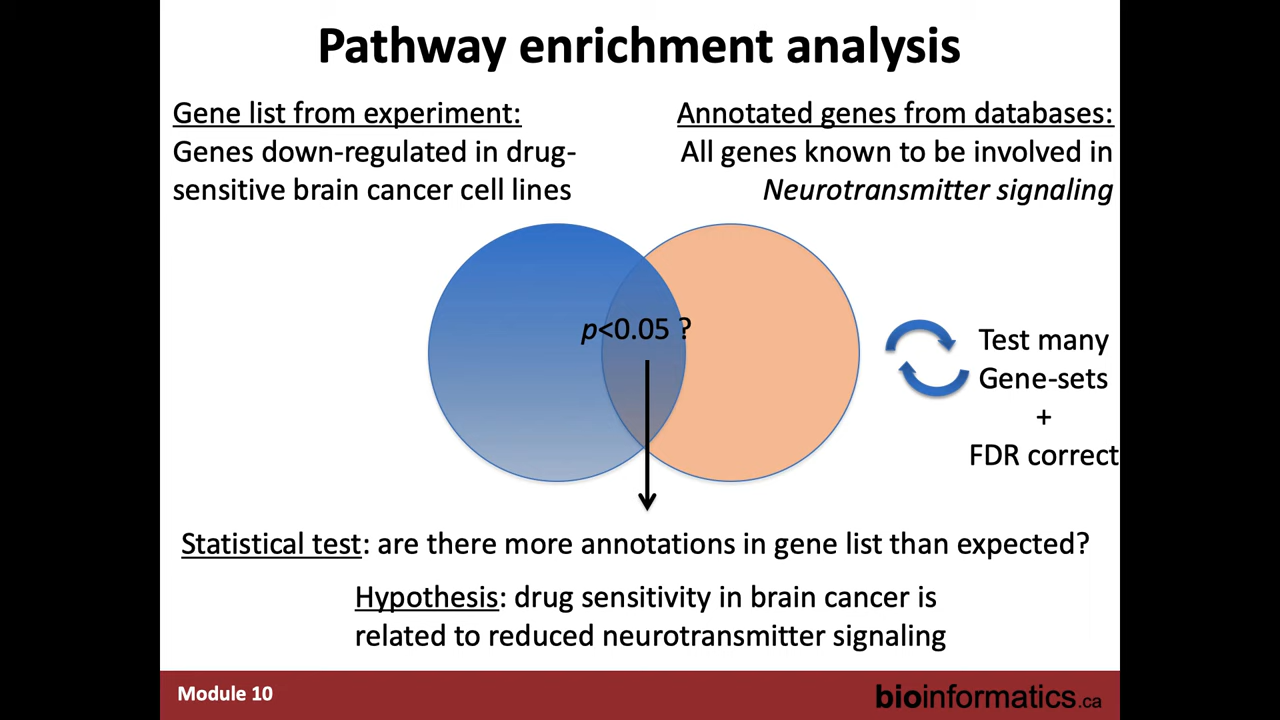 Pathway enrichment analysis
Gene list from experiment:
Genes down-regulated in drug-
sensitive brain cancer cell lines
Annotated genes from databases:
All genes known to be involved in
Neurotransmitter signaling
p<0.05 ?
Test many
Gene-sets
+
FDR correct
Statistical test: are there more annotations in gene list than expected?
Hypothesis: drug sensitivity in brain cancer is
related to reduced neurotransmitter signaling
Module 10
bioinformatics.ca